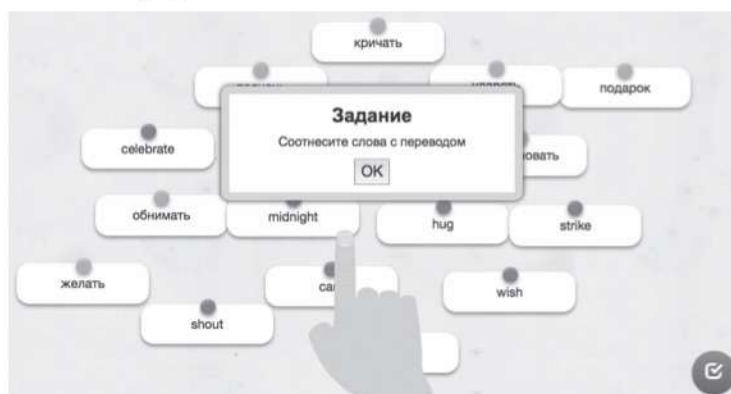 кричать
подарок
Задание
Соотнесите слова с переводом
OK
celebrate
обнимать
midnight
hug
strike
желать
wish
shout